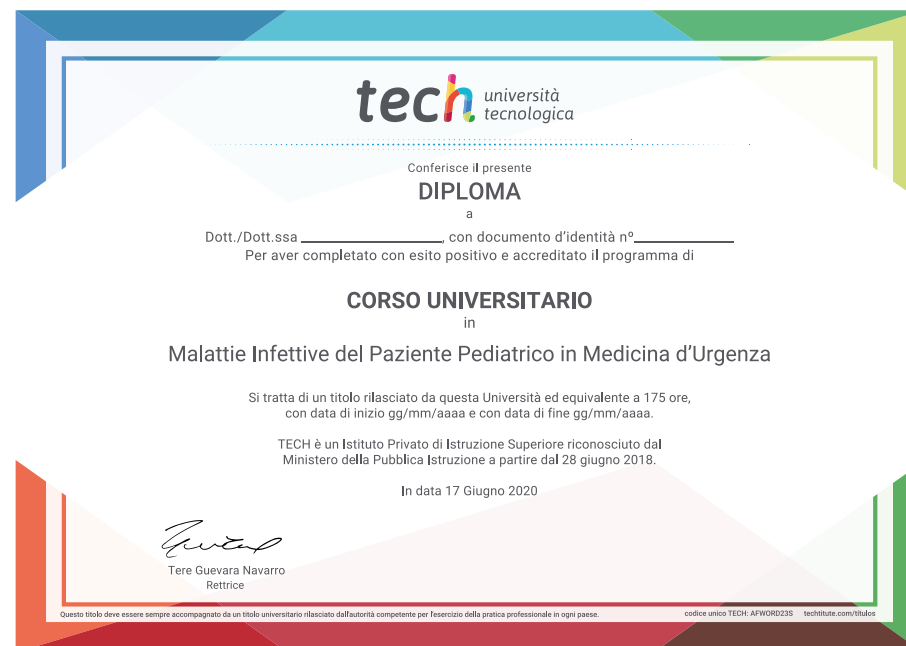 tech università
tecnologica
Conferisce il presente
DIPLOMA
a
Dott./Dott.ssa ________________, con documento d'identità nº____________
Per aver completato con esito positivo e accreditato il programma di
CORSO UNIVERSITARIO
in
Malattie Infettive del Paziente Pediatrico in Medicina d'Urgenza
Si tratta di un titolo rilasciato da questa Università ed equivalente a 175 ore,
con data di inizio gg/mm/aaaa e con data di fine gg/mm/aaaa.
TECH è un Istituto Privato di Istruzione Superiore riconosciuto dal
Ministero della Pubblica Istruzione a partire dal 28 giugno 2018.
In data 17 Giugno 2020
Tere Guevara Navarro
Rettrice
Questo titolo deve essere sempre accompagnato da un titolo universitario rilasciato dall'autorità competente per l'esercizio della pratica professionale in ogni paese.
codice unico TECH: AFWORD23S techtitute.com/titulos